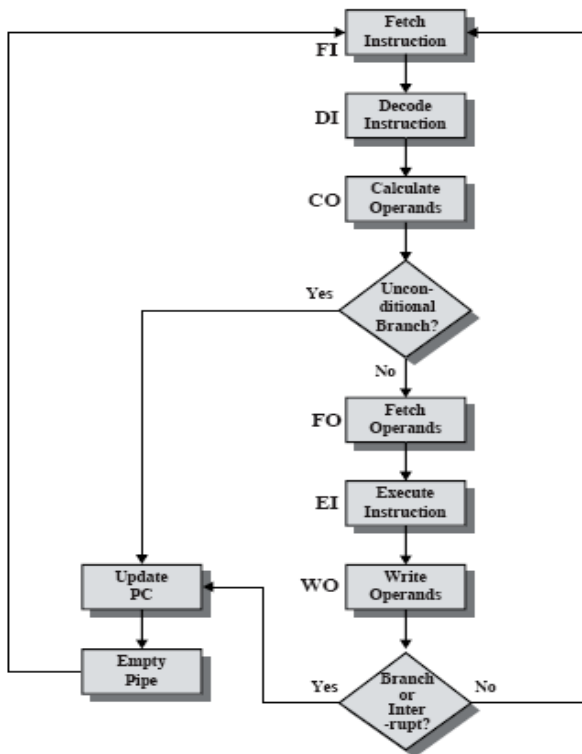 Fetch
Instruction
FI
Decode
Instruction
DI
Calculate
Operands
CO
Yes
Uncon-
ditional
Branch?
No
Fetch
Operands
FO
Execute
Instruction
EI
Update
PC
Write
Operands
WO
Empty
Pipe
Yes
Branch
or
Inter
-rupt?
No